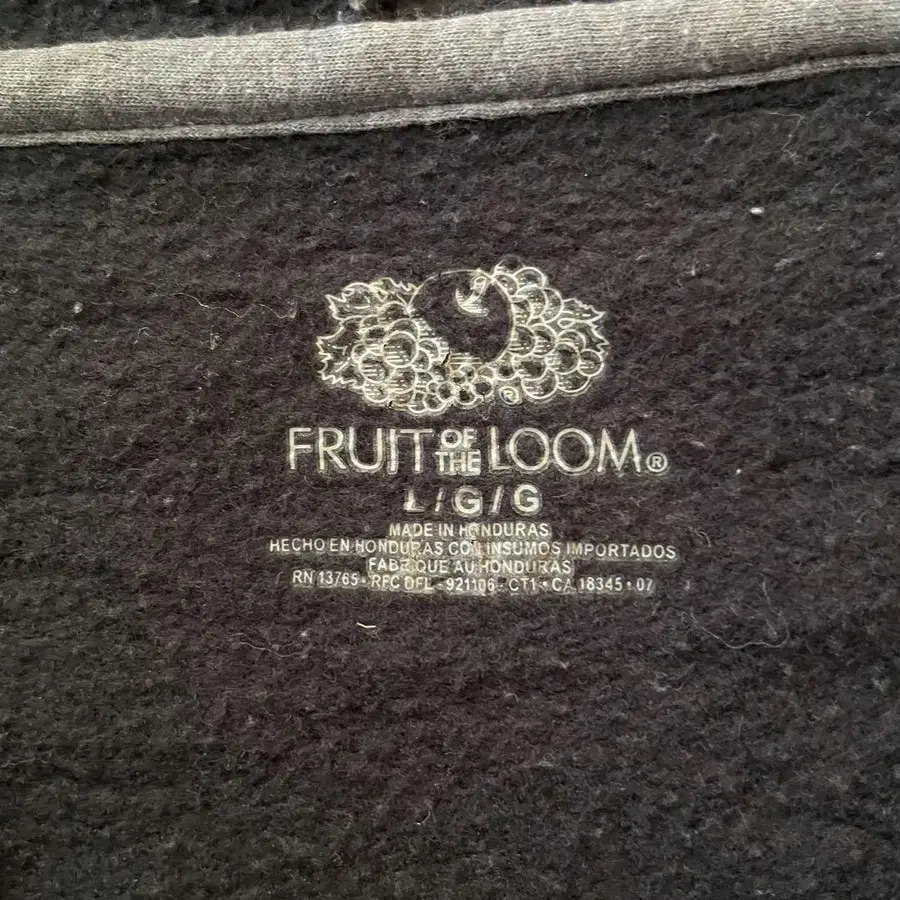 ®
FRUIT OF THE LOOM®
L/G/G
MADE IN HONDURAS
HECHO EN HONDURAS CON INSUMOS IMPORTADOS
FABRIQUE AU HONDURAS
RN 13765 • RFC DFL - 921106 - CT1 • CA 18345 • 07